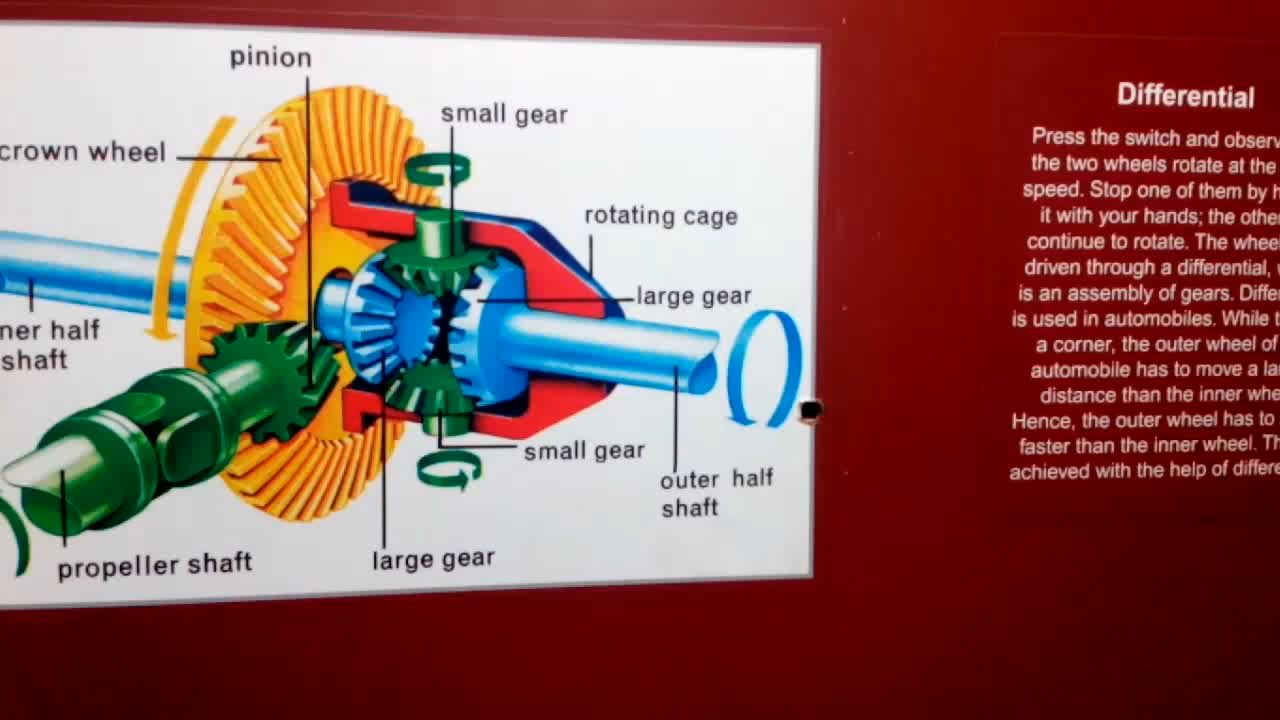 pinion
small gear
crown wheel
rotating cage
large gear
ner half
shaft
small gear
outer half
shaft
large gear
propeller shaft
Differential
Press the switch and observ
the two wheels rotate at the
speed. Stop one of them by h
it with your hands; the othe
continue to rotate. The whee
driven through a differential,
is an assembly of gears. Diffe
is used in automobiles. While t
a corner, the outer wheel of
automobile has to move a la
distance than the inner whe
Hence, the outer wheel has to
faster than the inner wheel. Th
achieved with the help of differe